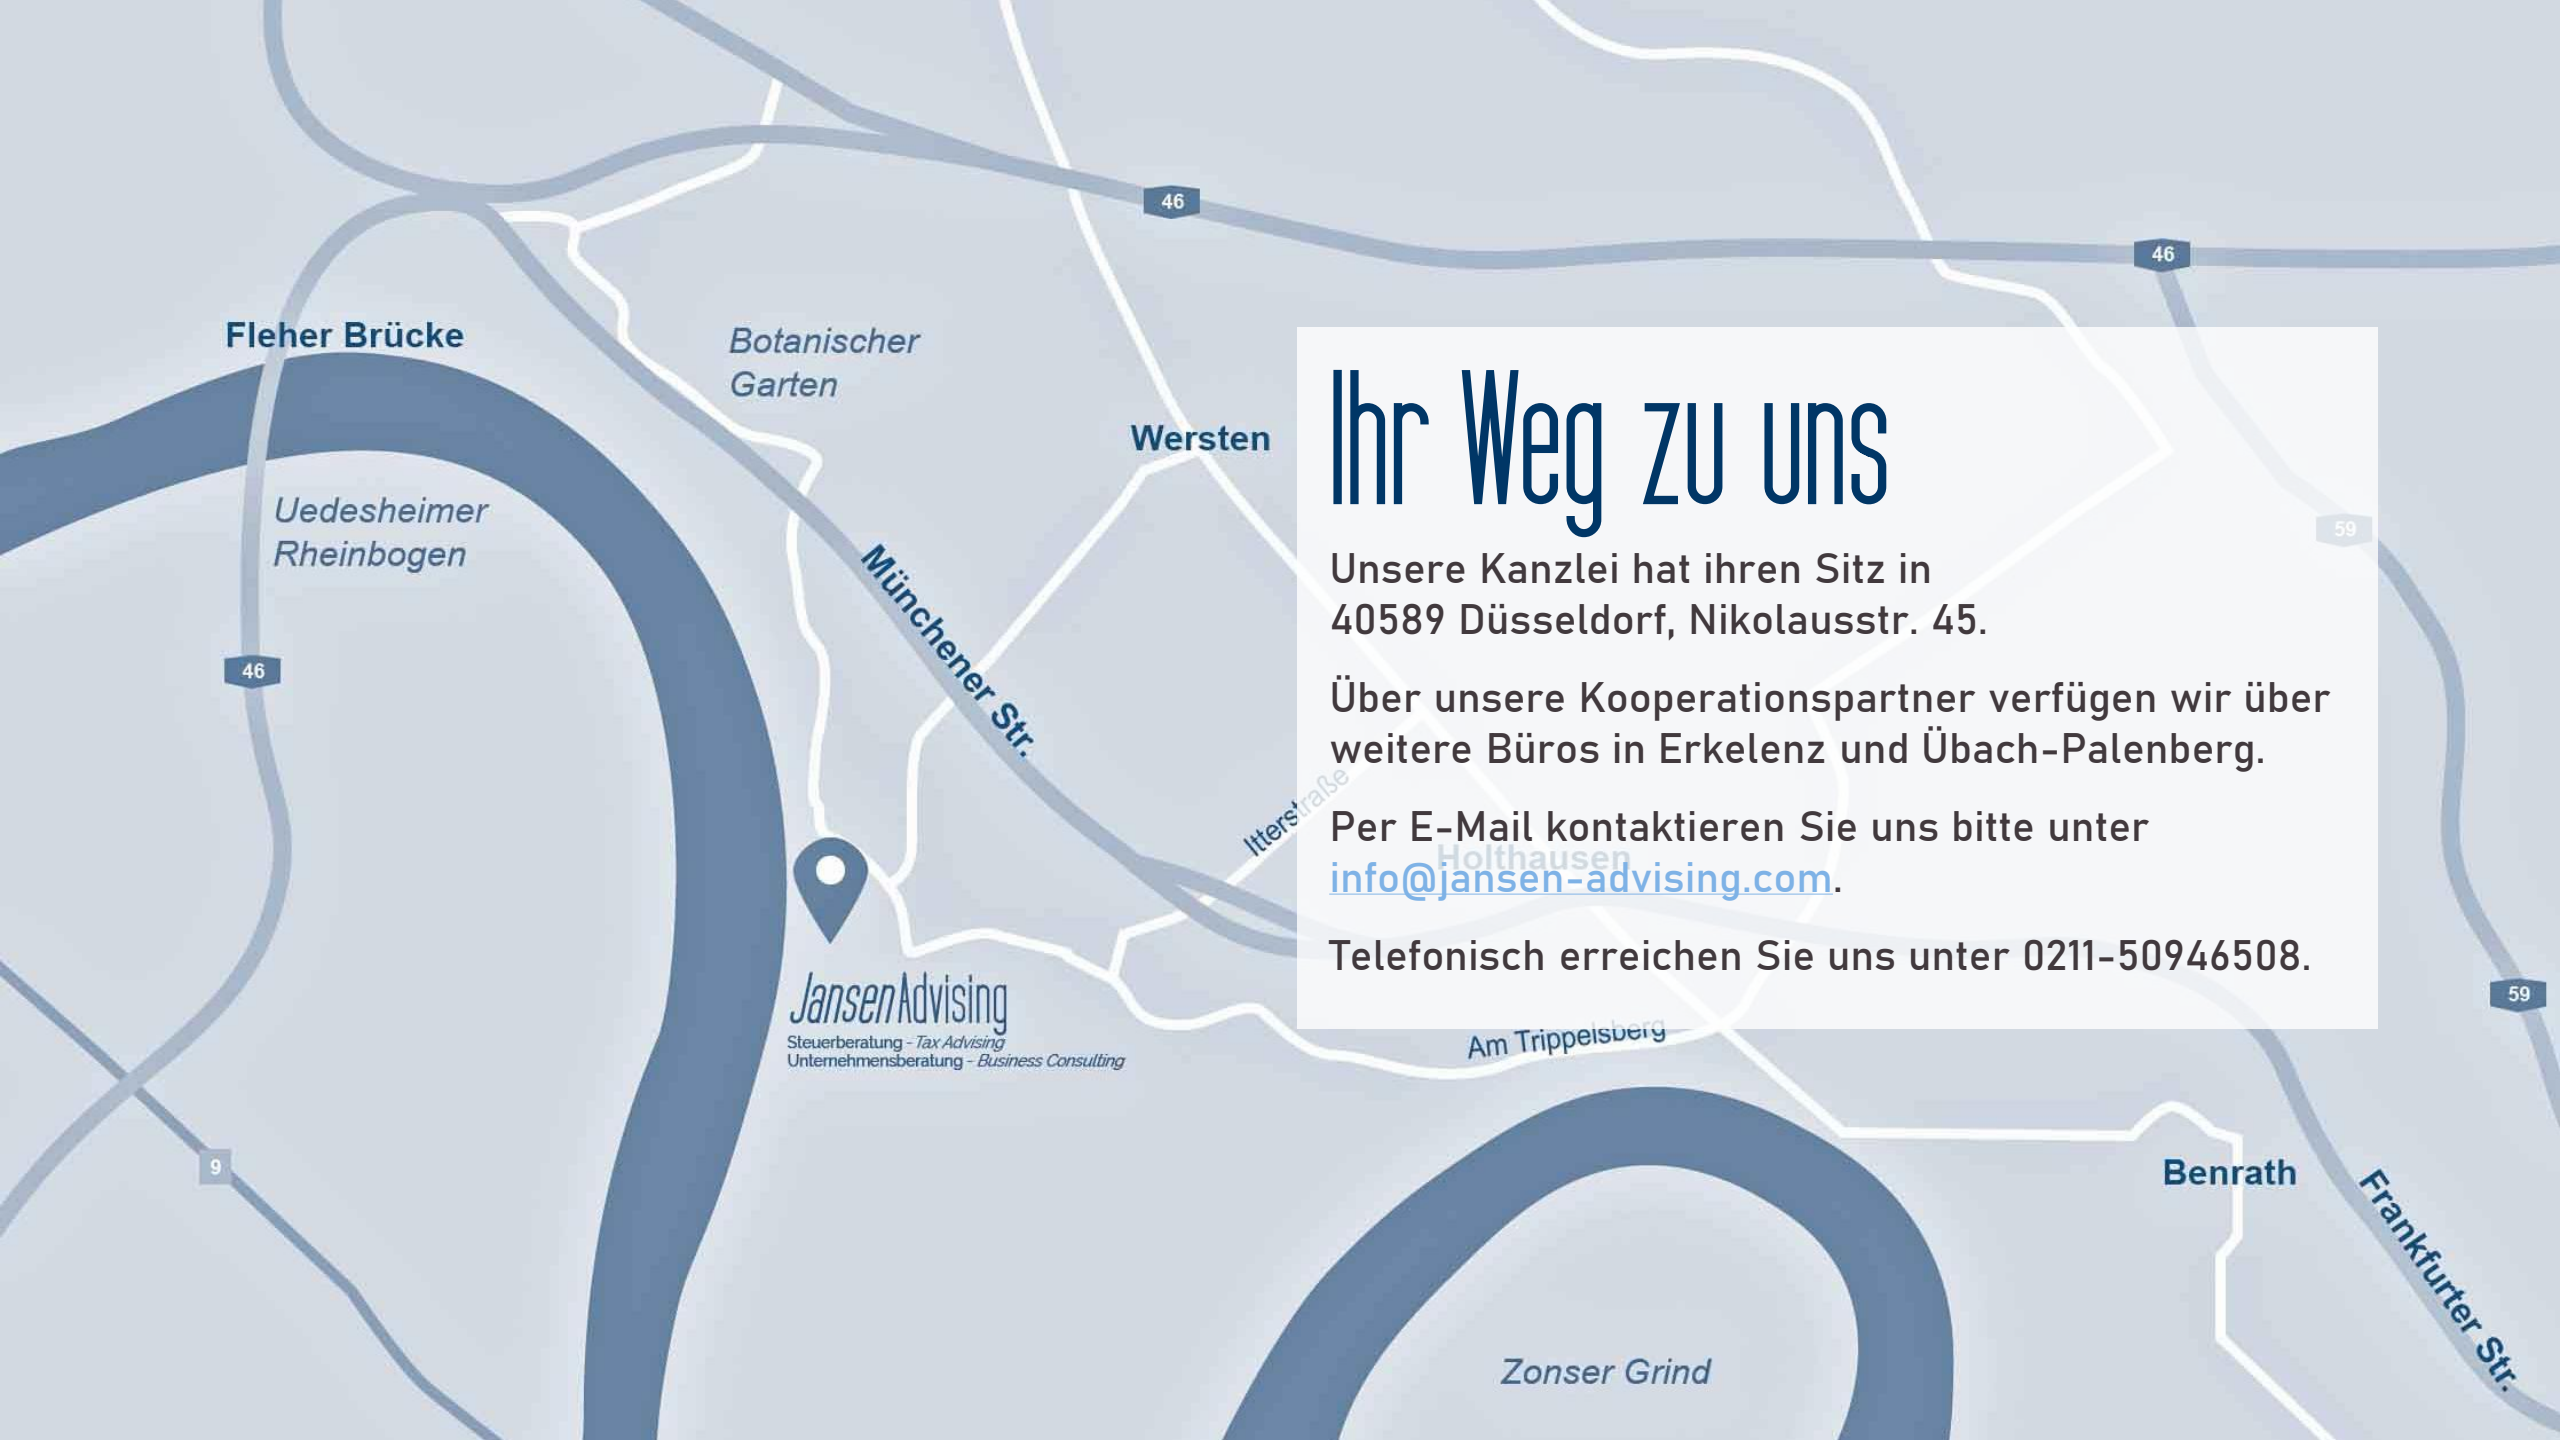 46
46
Fleher Brücke
Botanischer
Garten
Wersten
Uedesheimer
Rheinbogen
46
Münchener Str.
Ihr Weg zu uns
59
Unsere Kanzlei hat ihren Sitz in
40589 Düsseldorf, Nikolausstr. 45.
Über unsere Kooperationspartner verfügen wir über
weitere Büros in Erkelenz und Übach-Palenberg.
Itterstraße
Per E-Mail kontaktieren Sie uns bitte unter
Holthausen
info@jansen-advising.com.
Telefonisch erreichen Sie uns unter 0211-50946508.
59
JansenAdvising
Steuerberatung - Tax Advising
Unternehmensberatung - Business Consulting
Am Trippelsberg
9
Benrath
Frankfurter Str.
Zonser Grind